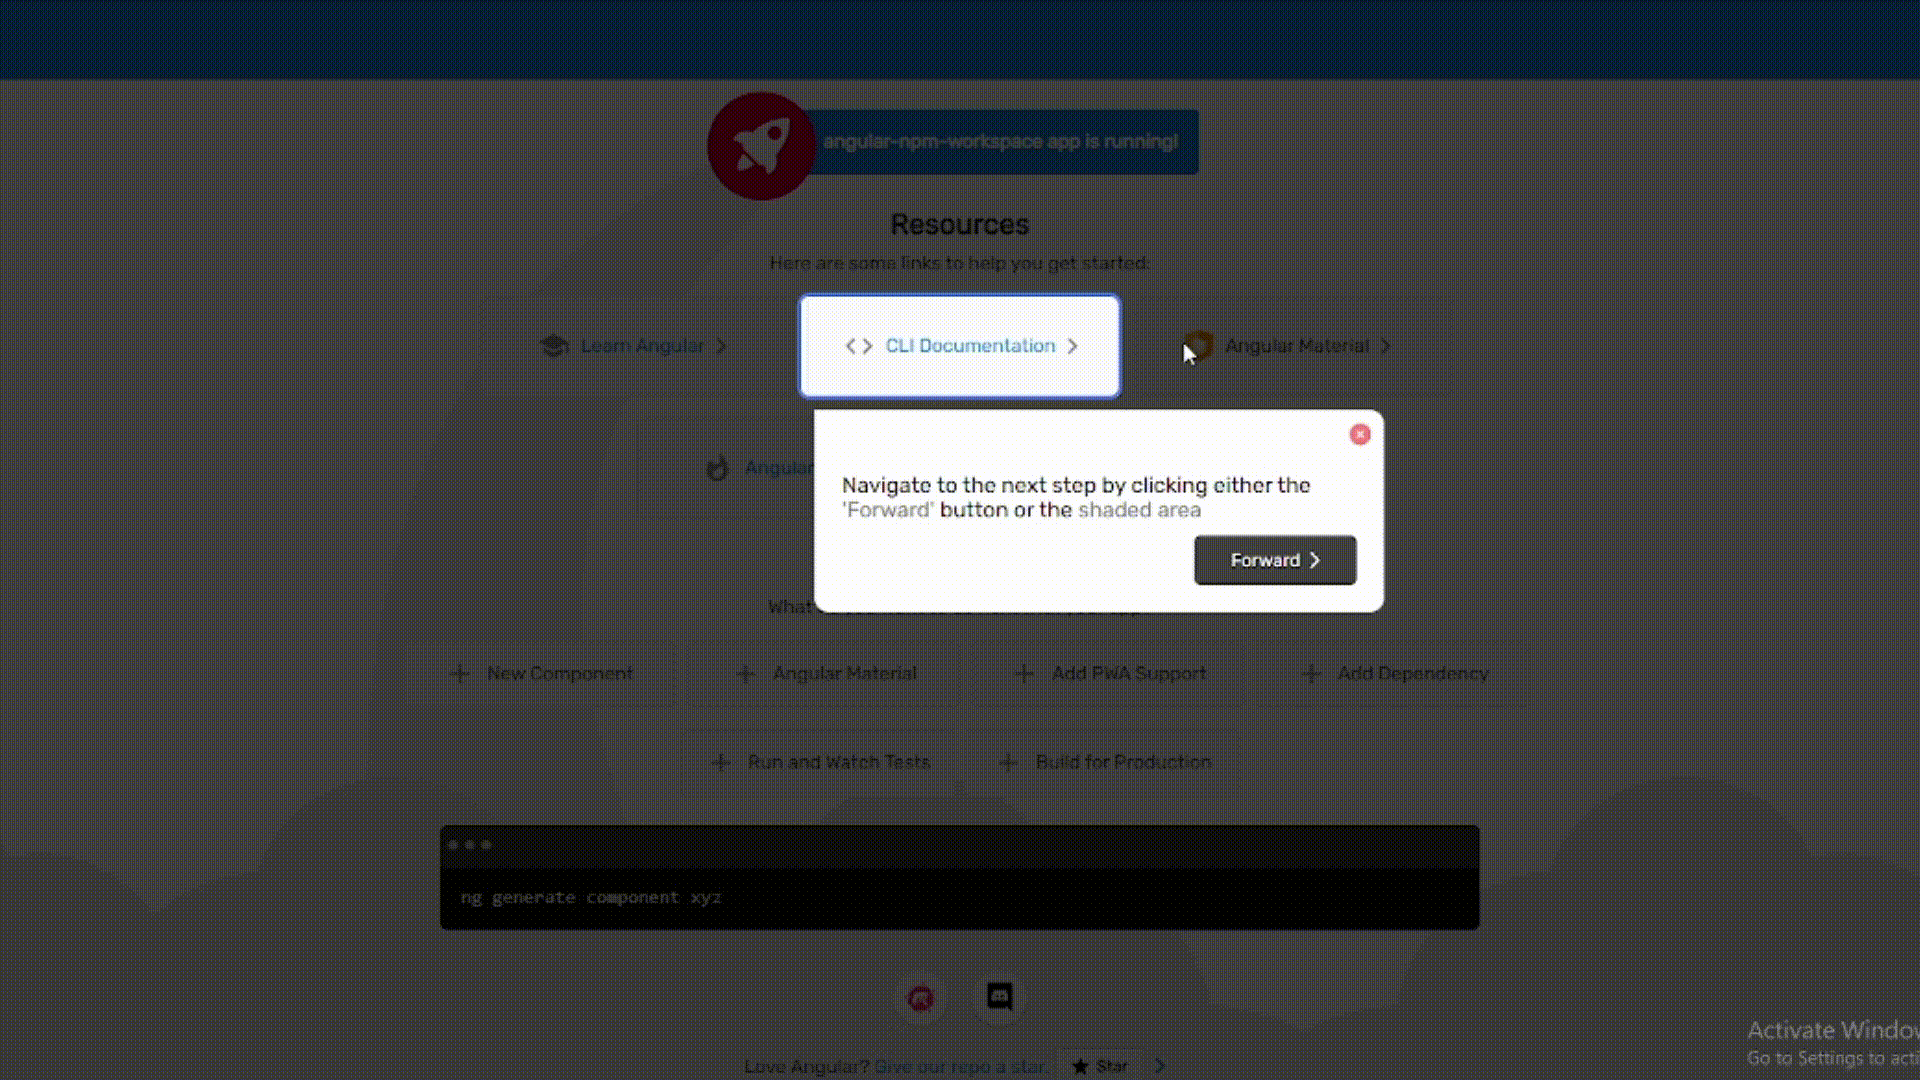 angular-npm-workspace app is running!
Resources
Here are some links to help you get started:
Learn Angular
CLI Documentation
Angular Material
Angular
Navigate to the next step by clicking either the
'Forward' button or the shaded area
Forward
What
New Component
Angular Material
Add PWA Support
Add Dependency
Run and Watch Tests
Build for Production
ng generate component xyz
Love Angular? Give our repo a star.
Star
Activate Window
Go to Settings to acti